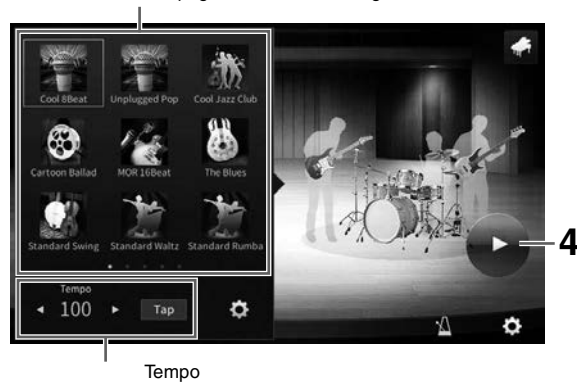 Cool 8Beat
Unplugged Pop
Cool Jazz Club
Cartoon Ballad
MOR 16Beat
The Blues
Standard Swing
Standard Waltz
Standard Rumba
4
Tempo
100
Tap
Tempo